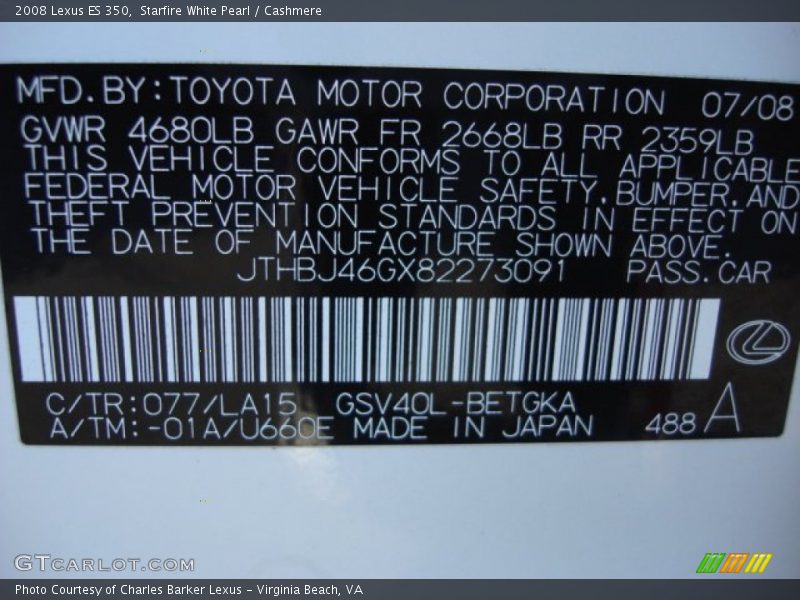 2008 Lexus ES 350,  Starfire White Pearl / Cashmere
MFD. BY: TOYOTA MOTOR CORPORATION 07/08
GVWR 4680LB GAWR FR 2668LB RR 2359LB
THIS VEHICLE CONFORMS TO ALL APPLICABLE
FEDERAL MOTOR VEHICLE SAFETY, BUMPER, AND
THEFT PREVENTION STANDARDS IN EFFECT ON
THE DATE OF MANUFACTURE SHOWN ABOVE.
JTHBJ46GX82273091 PASS. CAR
C/TR: 077/LA15 GSV40L-BETGKA
A/TM: -01A/U660E MADE IN JAPAN 488 A
GTCARLOT.COM
Photo Courtesy of Charles Barker Lexus - Virginia Beach, VA